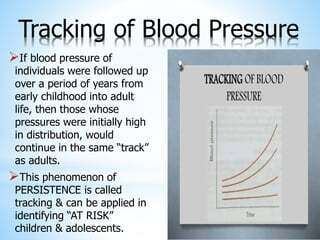 Tracking of Blood Pressure
➢If blood pressure of
individuals were followed up
over a period of years from
early childhood into adult
life, then those whose
pressures were initially high
in distribution, would
continue in the same “track”
as adults.
➢This phenomenon of
PERSISTENCE is called
tracking & can be applied in
identifying “AT RISK”
children & adolescents.
TRACKING OF BLOOD
PRESSURE
Blood pressure
Time